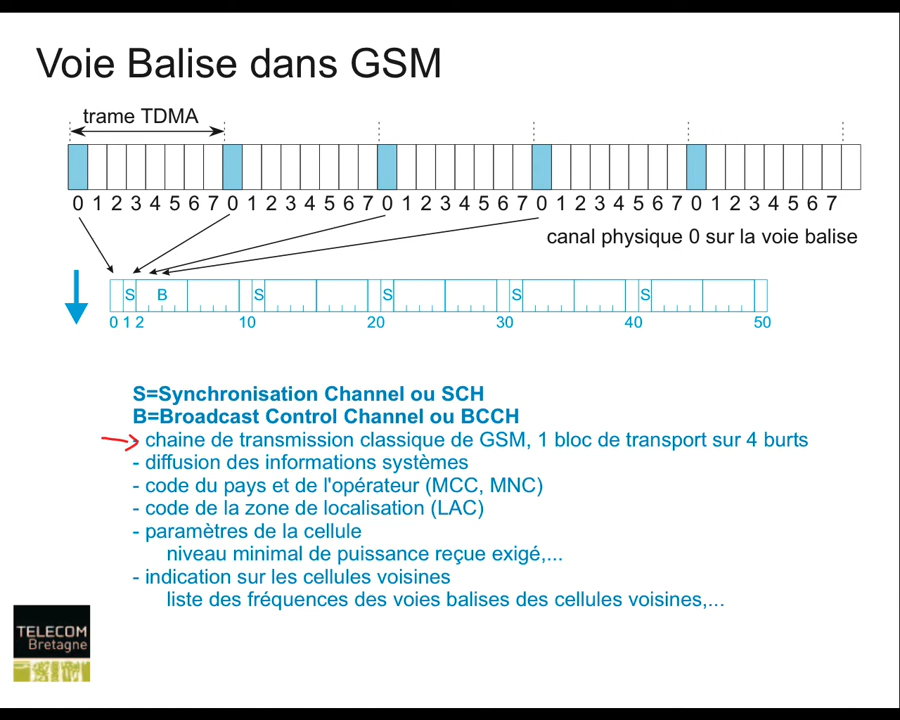 Voie Balise dans GSM
trame TDMA
0 1 2 3 4 5 6 7 0 1 2 3 4 5 6 7 0 1 2 3 4 5 6 7 0 1 2 3 4 5 6 7 0 1 2 3 4 5 6 7
canal physique 0 sur la voie balise
S B S S S S
0 1 2 10 20 30 40 50
S=Synchronisation Channel ou SCH
B=Broadcast Control Channel ou BCCH
- chaine de transmission classique de GSM, 1 bloc de transport sur 4 burts
- diffusion des informations systèmes
- code du pays et de l'opérateur (MCC, MNC)
- code de la zone de localisation (LAC)
- paramètres de la cellule
niveau minimal de puissance reçue exigé,...
- indication sur les cellules voisines
liste des fréquences des voies balises des cellules voisines,...
TELECOM
Bretagne